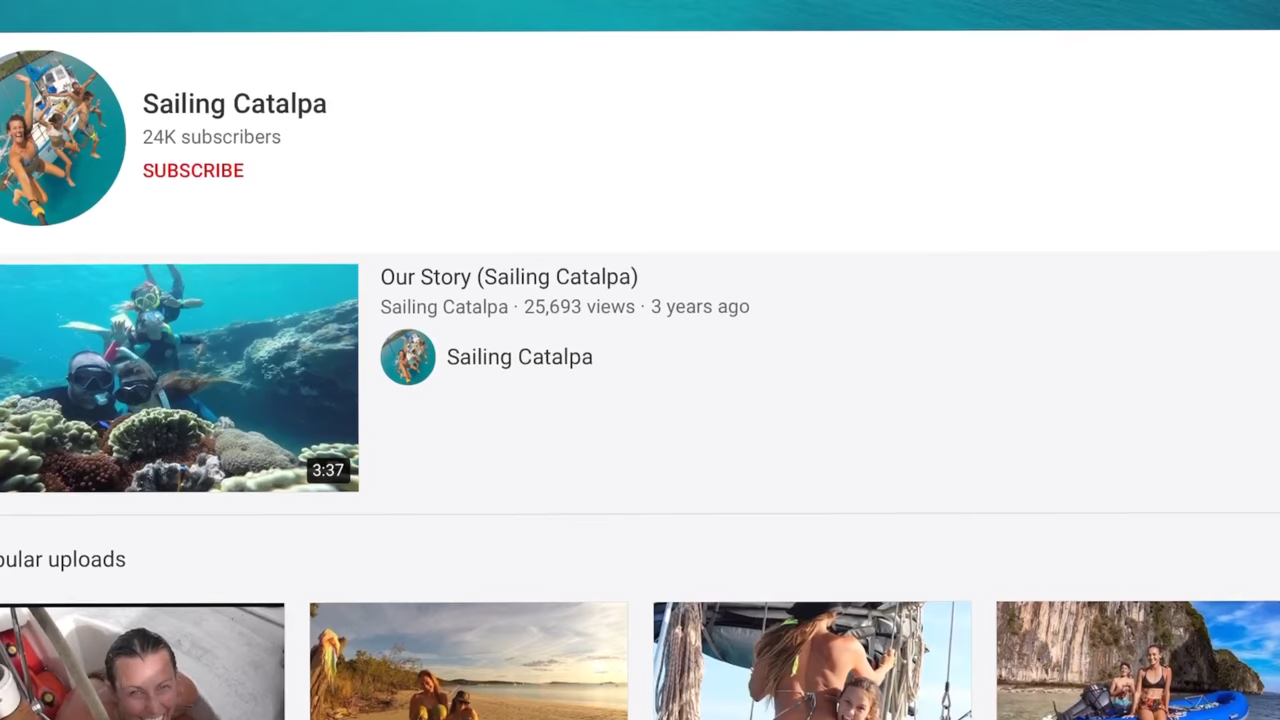 Sailing Catalpa
24K subscribers
SUBSCRIBE
Our Story (Sailing Catalpa)
Sailing Catalpa · 25,693 views · 3 years ago
Sailing Catalpa
3:37
pular uploads